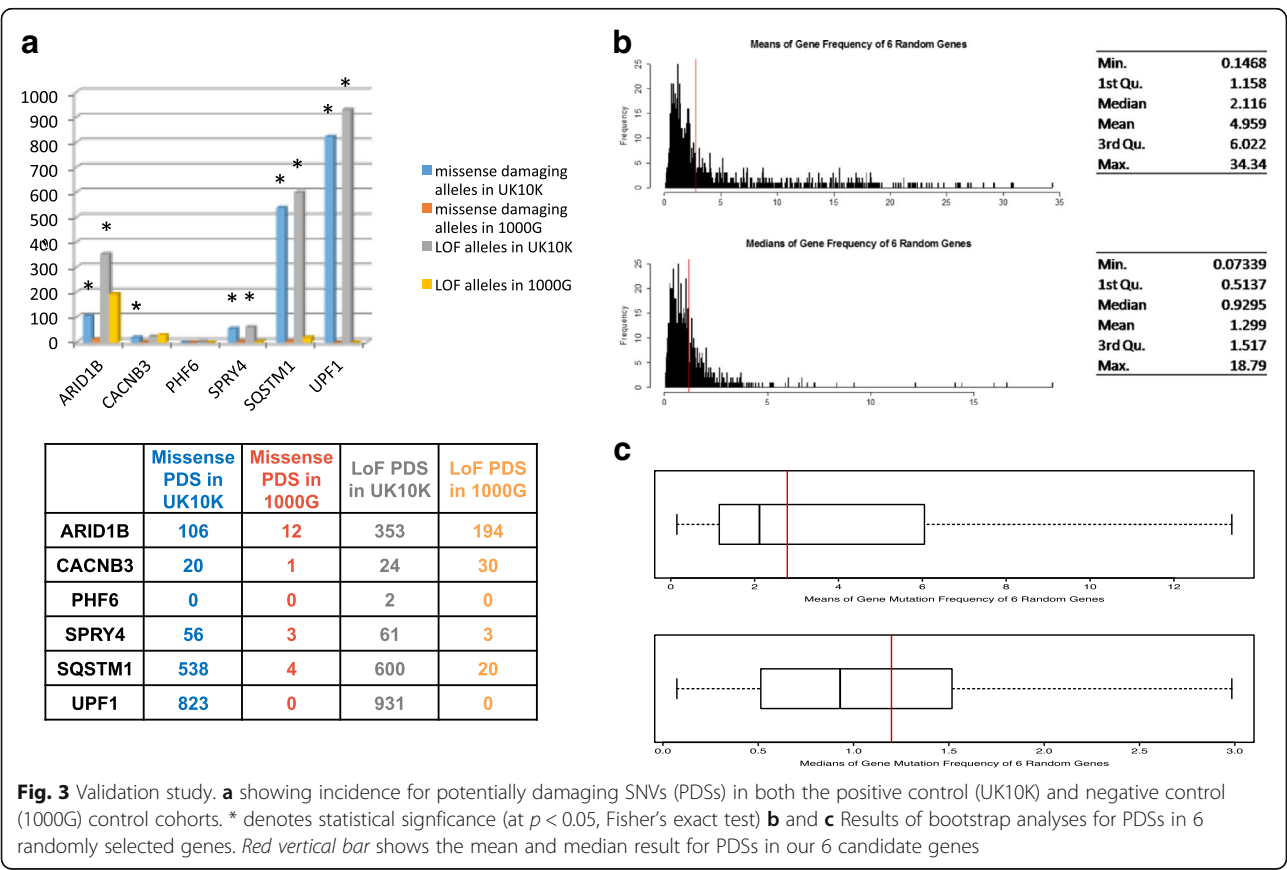 a
1000
900
800
700
600
500
400
300
200
100
0
* * * * * * * * *
ARID1B CACNB3 PHF6 SPRY4 SQSTM1 UPF1
missense damaging
alleles in UK10K
missense damaging
alleles in 1000G
LOF alleles in UK10K
LOF alleles in 1000G
Missense PDS in UK10K Missense PDS in 1000G LoF PDS in UK10K LoF PDS in 1000G
ARID1B 106 12 353 194
CACNB3 20 1 24 30
PHF6 0 0 2 0
SPRY4 56 3 61 3
SQSTM1 538 4 600 20
UPF1 823 0 931 0
b
Means of Gene Frequency of 6 Random Genes
Frequency
25
20
15
10
5
0
0 5 10 15 20 25 30 35
Min. 0.1468
1st Qu. 1.158
Median 2.116
Mean 4.959
3rd Qu. 6.022
Max. 34.34
Medians of Gene Frequency of 6 Random Genes
Frequency
25
20
15
10
5
0
0 5 10 15
Min. 0.07339
1st Qu. 0.5137
Median 0.9295
Mean 1.299
3rd Qu. 1.517
Max. 18.79
c
0 2 4 6 8 10 12
Means of Gene Mutation Frequency of 6 Random Genes
0.0 0.5 1.0 1.5 2.0 2.5 3.0
Medians of Gene Mutation Frequency of 6 Random Genes
Fig. 3 Validation study. a showing incidence for potentially damaging SNVs (PDSs) in both the positive control (UK10K) and negative control
(1000G) control cohorts. * denotes statistical signficance (at p < 0.05, Fisher's exact test) b and c Results of bootstrap analyses for PDSs in 6
randomly selected genes. Red vertical bar shows the mean and median result for PDSs in our 6 candidate genes